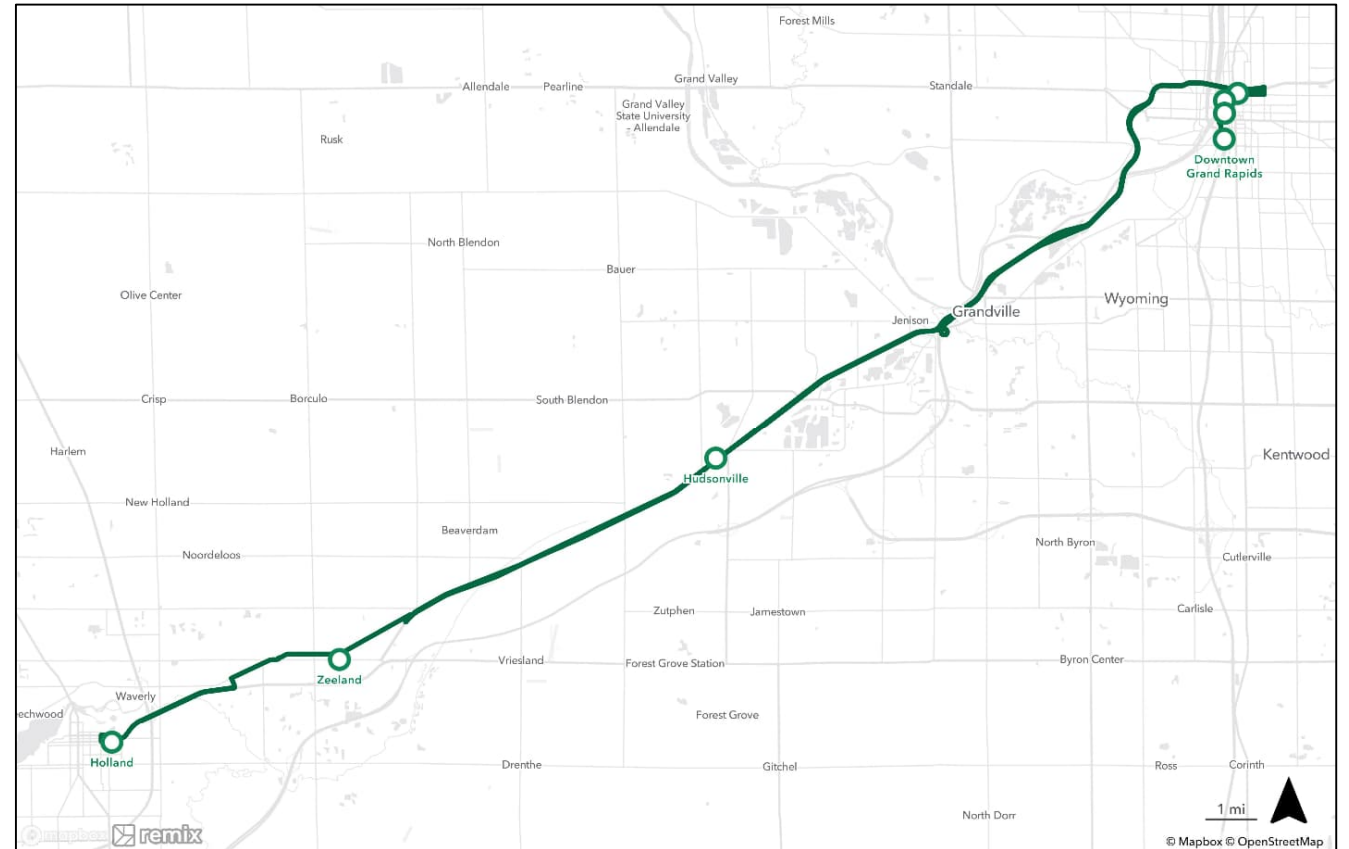 Forest Mills
Allendale
Pearline
Grand Valley
Standale
Grand Valley
State University
- Allendale
Rusk
Downtown
Grand Rapids
North Blendon
Bauer
Olive Center
Wyoming
Grandville
Jenison
Crisp
Borculo
South Blendon
Harlem
Kentwood
Hudsonville
New Holland
Beaverdam
North Byron
Noordeloos
Cutlerville
Zutphen
Jamestown
Carlisle
Vriesland
Forest Grove Station
Byron Center
Zeeland
Waverly
echwood
Forest Grove
Holland
Drenthe
Gitchel
Ross
Corinth
1 mi
North Dorr
mapbox
remix
© Mapbox © OpenStreetMap